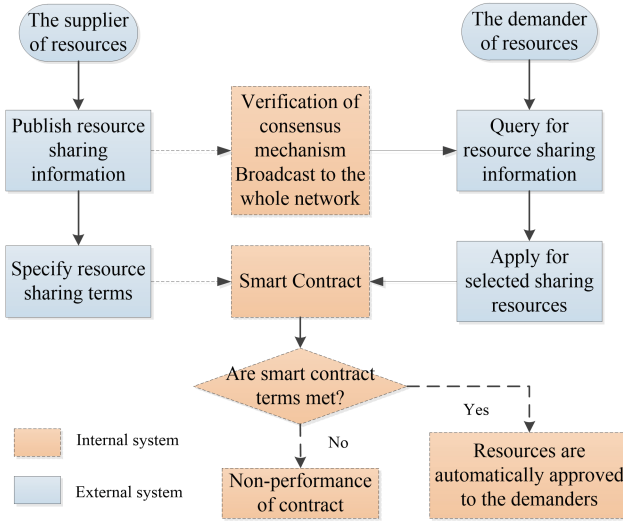 The supplier
of resources
The demander
of resources
Publish resource
sharing
information
Verification of
consensus
mechanism
Broadcast to the
whole network
Query for
resource sharing
information
Specify resource
sharing terms
Smart Contract
Apply for
selected sharing
resources
Are smart contract
terms met?
Yes
No
Internal system
External system
Non-performance
of contract
Resources are
automatically approved
to the demanders